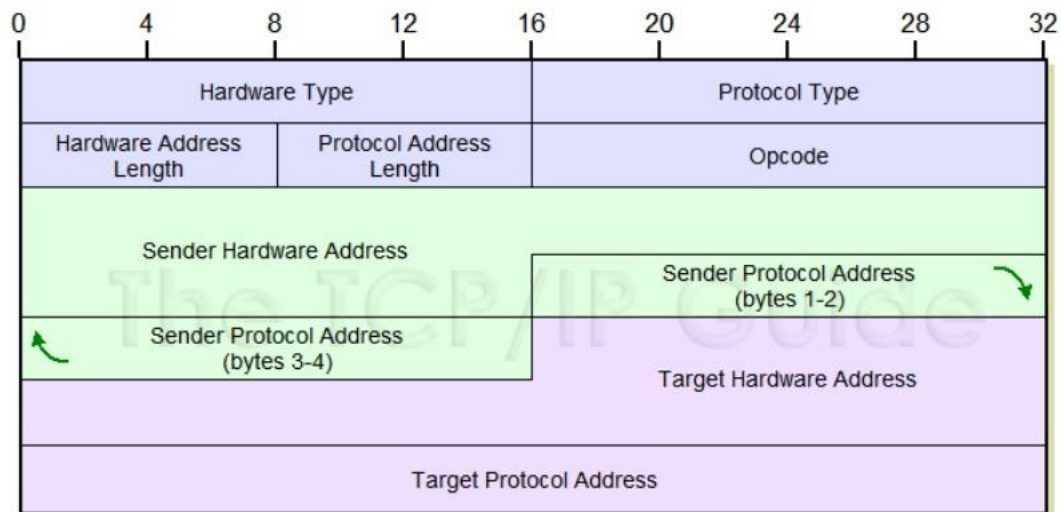 0 4 8 12 16 20 24 28 32
Hardware Type
Protocol Type
Hardware Address
Length
Protocol Address
Length
Opcode
Sender Hardware Address
Sender Protocol Address
(bytes 1-2)
The TCP/IP Guide
Sender Protocol Address
(bytes 3-4)
Target Hardware Address
Target Protocol Address